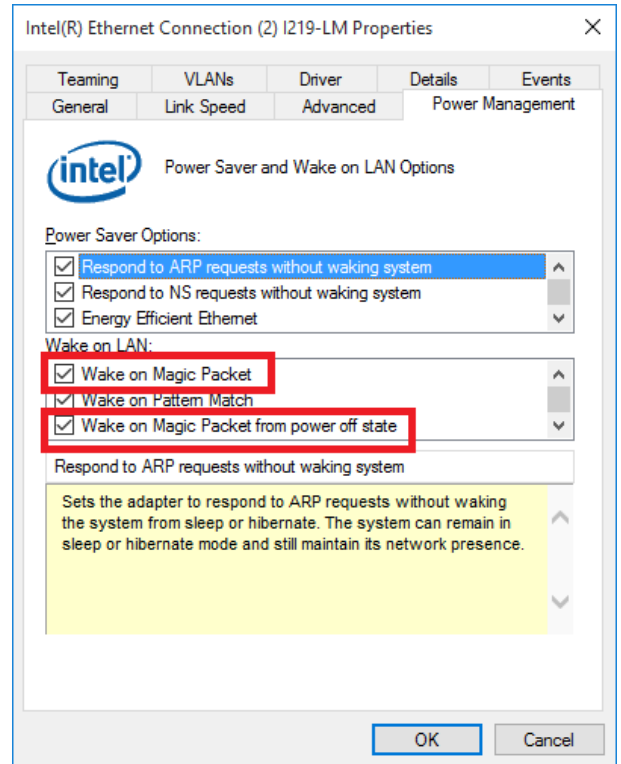 Intel(R) Ethernet Connection (2) I219-LM Properties
Teaming VLANs Driver Details Events
General Link Speed Advanced Power Management
intel Power Saver and Wake on LAN Options
Power Saver Options:
Respond to ARP requests without waking system
Respond to NS requests without waking system
Energy Efficient Ethernet
Wake on LAN:
Wake on Magic Packet
Wake on Pattern Match
Wake on Magic Packet from power off state
Respond to ARP requests without waking system
Sets the adapter to respond to ARP requests without waking
the system from sleep or hibernate. The system can remain in
sleep or hibernate mode and still maintain its network presence.
OK Cancel